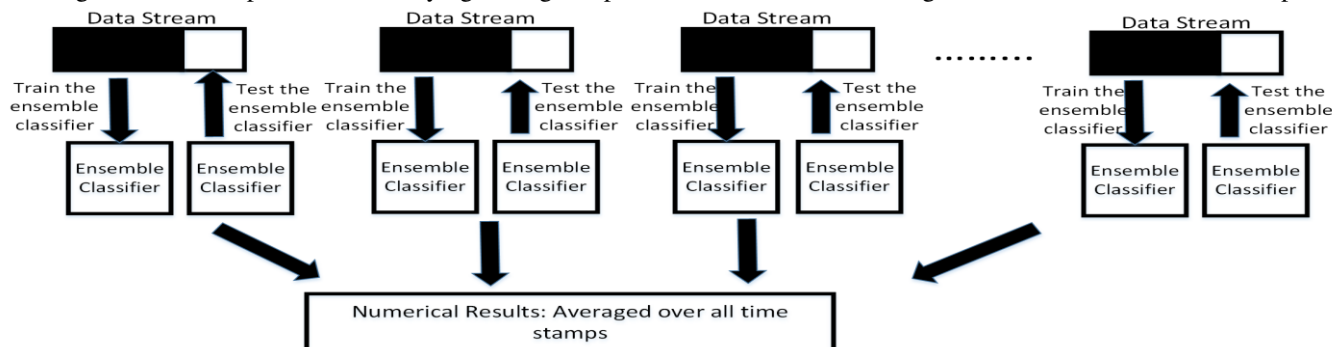 Data Stream
Train the
ensemble
classifier
Test the
ensemble
classifier
Ensemble
Classifier
Ensemble
Classifier
Data Stream
Train the
ensemble
classifier
Test the
ensemble
classifier
Ensemble
Classifier
Ensemble
Classifier
Data Stream
Train the
ensemble
classifier
Test the
ensemble
classifier
Ensemble
Classifier
Ensemble
Classifier
.........
Data Stream
Train the
ensemble
classifier
Test the
ensemble
classifier
Ensemble
Classifier
Ensemble
Classifier
Numerical Results: Averaged over all time
stamps